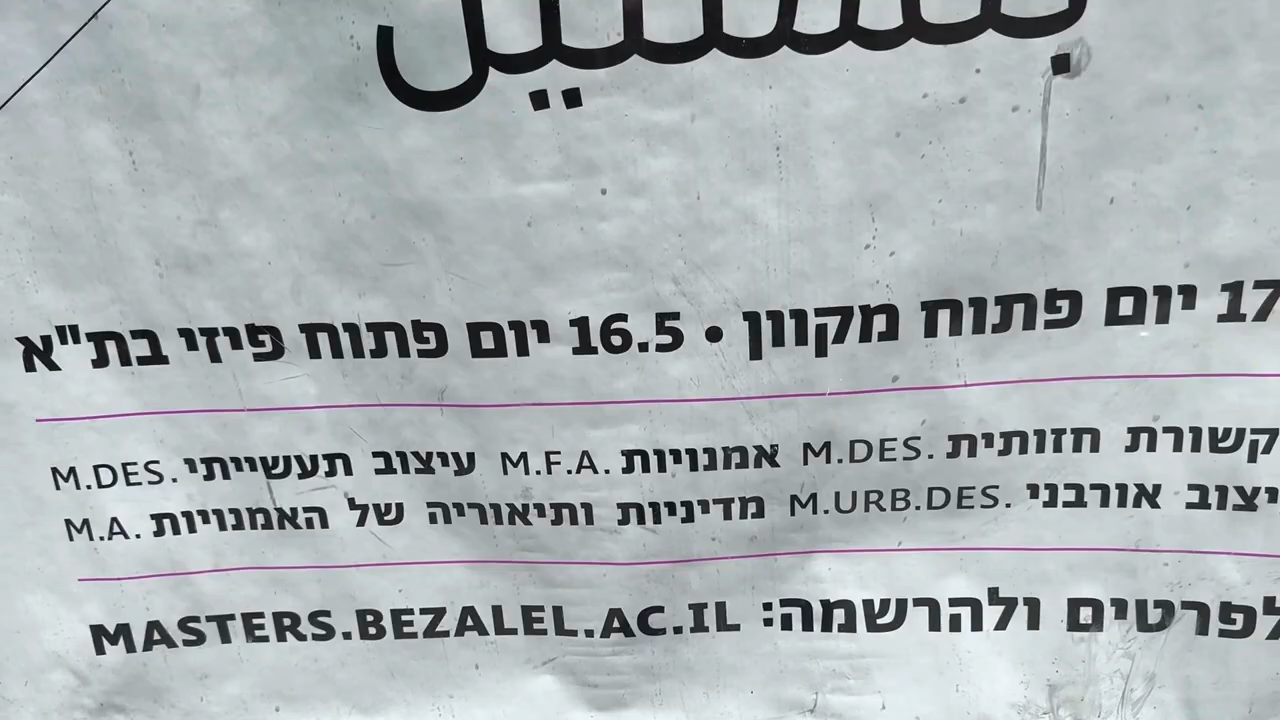 17 יום פתוח מקוון • 16.5 יום פתוח פיזי בת"א
קשורת חזותית M.DES. אמנויות M.F.A. עיצוב תעשייתי M.DES.
יצוב אורבני M.URB.DES. מדיניות ותיאוריה של האמנויות M.A.
לפרטים ולהרשמה: MASTERS.BEZALEL.AC.IL